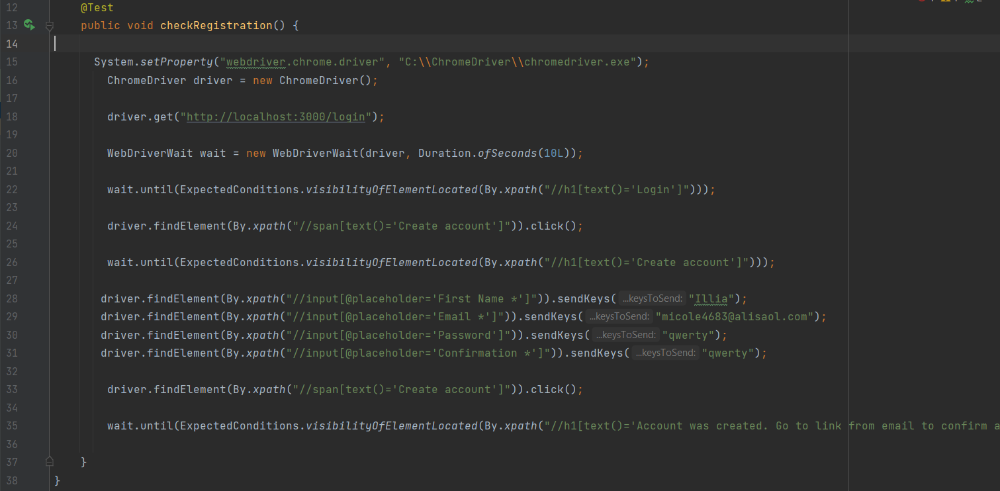 12 @Test
13 public void checkRegistration() {
14
15 System.setProperty("webdriver.chrome.driver", "C:\\ChromeDriver\\chromedriver.exe");
16 ChromeDriver driver = new ChromeDriver();
17
18 driver.get("http://localhost:3000/login");
19
20 WebDriverWait wait = new WebDriverWait(driver, Duration.ofSeconds(10L));
21
22 wait.until(ExpectedConditions.visibilityOfElementLocated(By.xpath("//h1[text()='Login']")));
23
24 driver.findElement(By.xpath("//span[text()='Create account']")).click();
25
26 wait.until(ExpectedConditions.visibilityOfElementLocated(By.xpath("//h1[text()='Create account']")));
27
28 driver.findElement(By.xpath("//input[@placeholder='First Name *']")).sendKeys( ...keysToSend: "Illia");
29 driver.findElement(By.xpath("//input[@placeholder='Email *']")).sendKeys( ...keysToSend: "micole4683@alisaol.com");
30 driver.findElement(By.xpath("//input[@placeholder='Password']")).sendKeys( ...keysToSend: "qwerty");
31 driver.findElement(By.xpath("//input[@placeholder='Confirmation *']")).sendKeys( ...keysToSend: "qwerty");
32
33 driver.findElement(By.xpath("//span[text()='Create account']")).click();
34
35 wait.until(ExpectedConditions.visibilityOfElementLocated(By.xpath("//h1[text()='Account was created. Go to link from email to confirm a
36
37 }
38 }